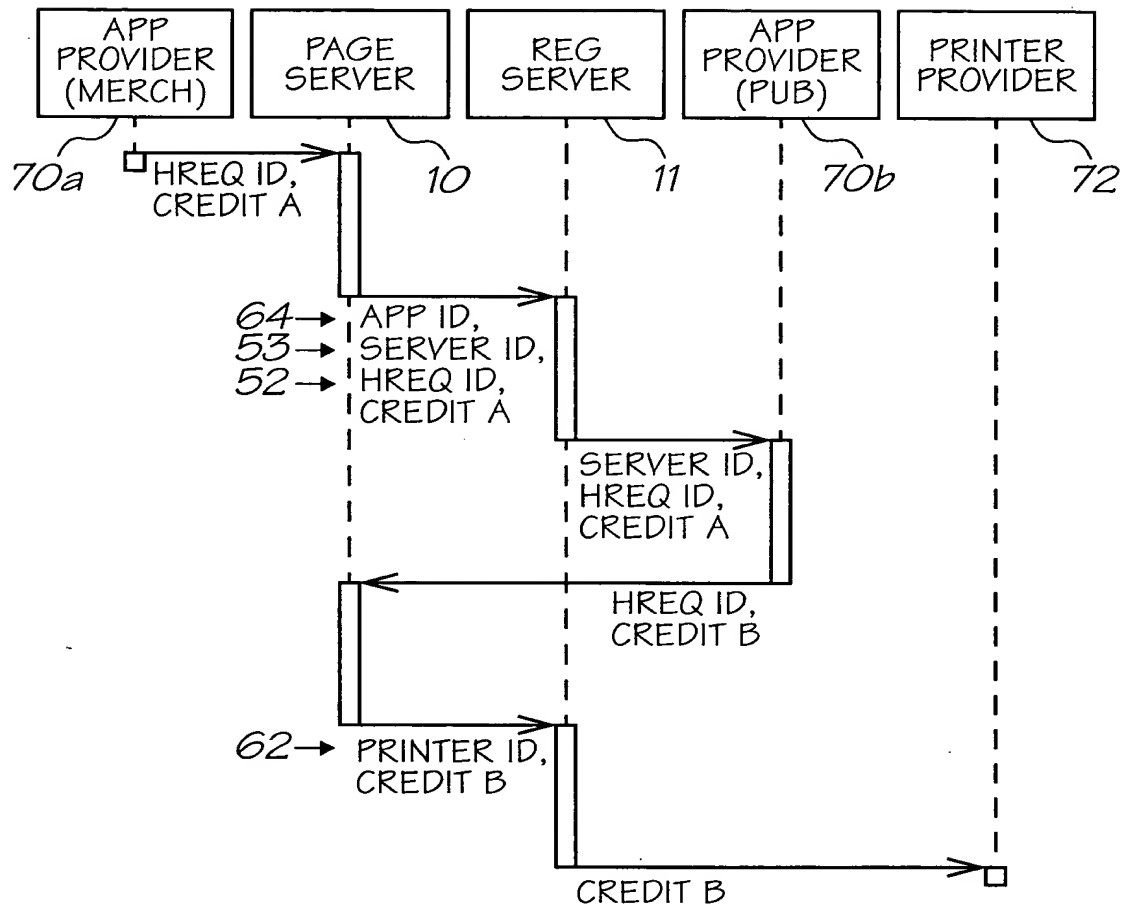 APP
PROVIDER
(MERCH)
PAGE
SERVER
REG
SERVER
APP
PROVIDER
(PUB)
PRINTER
PROVIDER
70a
10
11
70b
72
HREQ ID,
CREDIT A
64
APP ID,
53
SERVER ID,
52
HREQ ID,
CREDIT A
SERVER ID,
HREQ ID,
CREDIT A
HREQ ID,
CREDIT B
62
PRINTER ID,
CREDIT B
CREDIT B